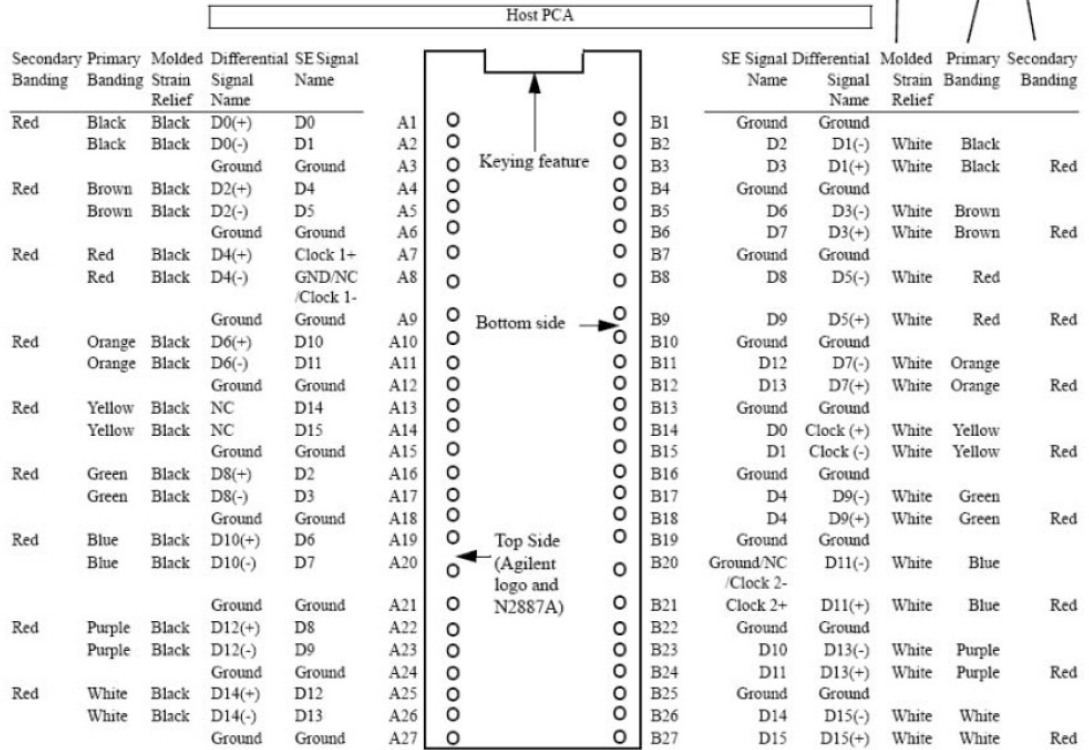 Host PCA
Secondary Primary Molded Differential SE Signal
Banding Banding Strain Signal Name
Relief Name
SE Signal Differential Molded Primary Secondary
Name Signal Strain Banding Banding
Name Relief
Red Black Black D0(+) D0 A1 B1 Ground Ground
Black Black D0(-) D1 A2 B2 D2 D1(-) White Black
Ground Ground A3 Keying feature B3 D3 D1(+) White Black Red
Red Brown Black D2(+) D4 A4 B4 Ground Ground
Brown Black D2(-) D5 A5 B5 D6 D3(-) White Brown
Ground Ground A6 B6 D7 D3(+) White Brown Red
Red Red Black D4(+) Clock 1+ A7 B7 Ground Ground
Red Black D4(-) GND/NC A8 B8 D8 D5(-) White Red
/Clock 1-
Ground Ground A9 Bottom side B9 D9 D5(+) White Red Red
Red Orange Black D6(+) D10 A10 B10 Ground Ground
Orange Black D6(-) D11 A11 B11 D12 D7(-) White Orange
Ground Ground A12 B12 D13 D7(+) White Orange Red
Red Yellow Black NC D14 A13 B13 Ground Ground
Yellow Black NC D15 A14 B14 D0 Clock (+) White Yellow
Ground Ground A15 B15 D1 Clock (-) White Yellow Red
Red Green Black D8(+) D2 A16 B16 Ground Ground
Green Black D8(-) D3 A17 B17 D4 D9(-) White Green
Ground Ground A18 B18 D4 D9(+) White Green Red
Red Blue Black D10(+) D6 A19 Top Side B19 Ground Ground
Blue Black D10(-) D7 A20 (Agilent B20 Ground/NC D11(-) White Blue
logo and /Clock 2-
Ground Ground A21 N2887A) B21 Clock 2+ D11(+) White Blue Red
Red Purple Black D12(+) D8 A22 B22 Ground Ground
Purple Black D12(-) D9 A23 B23 D10 D13(-) White Purple
Ground Ground A24 B24 D11 D13(+) White Purple Red
Red White Black D14(+) D12 A25 B25 Ground Ground
White Black D14(-) D13 A26 B26 D14 D15(-) White White
Ground Ground A27 B27 D15 D15(+) White White Red